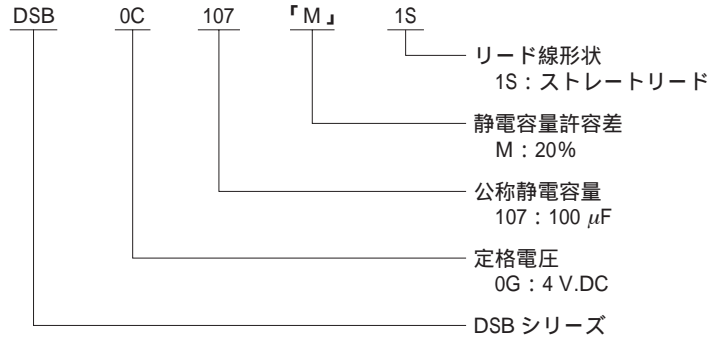 DSB 0C 107 「M」 1S
リード線形状
1S：ストレートリード
静電容量許容差
M：20%
公称静電容量
107：100 μF
定格電圧
0G：4 V.DC
DSB シリーズ